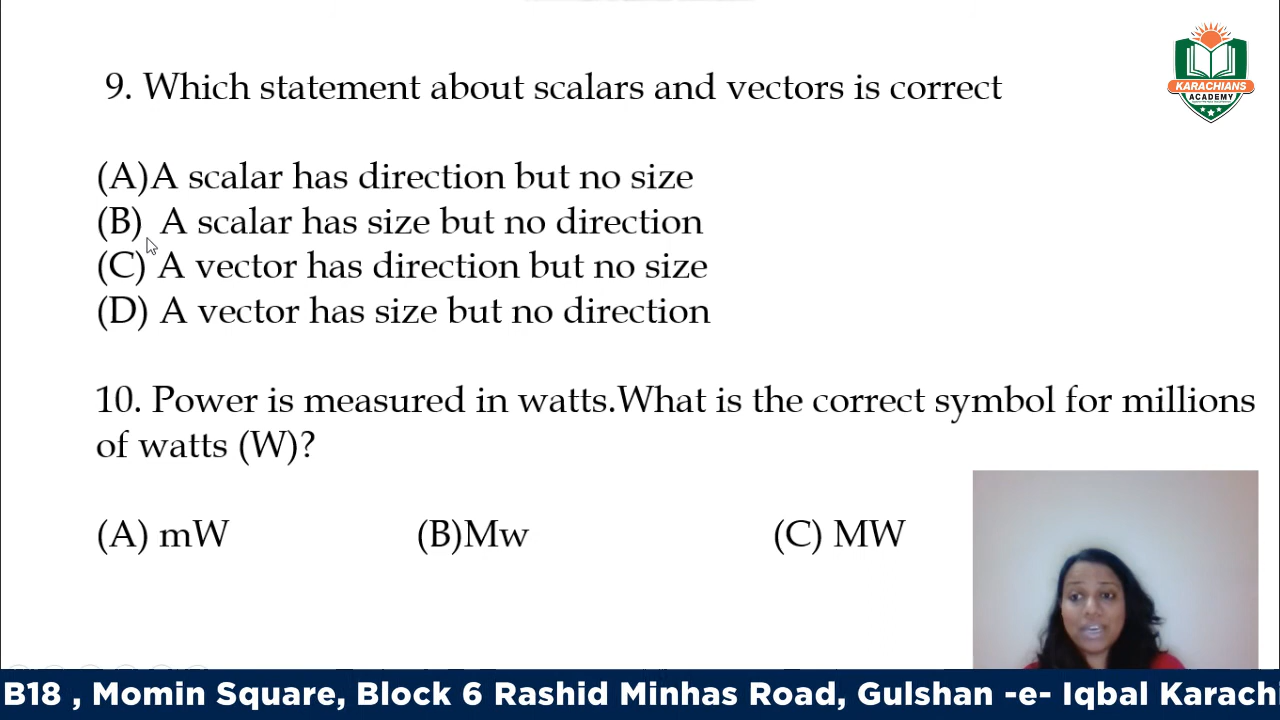 KARACHIANS
ACADEMY
9. Which statement about scalars and vectors is correct
(A)A scalar has direction but no size
(B) A scalar has size but no direction
(C) A vector has direction but no size
(D) A vector has size but no direction
10. Power is measured in watts.What is the correct symbol for millions
of watts (W)?
(A) mW (B)Mw (C) MW
B18 , Momin Square, Block 6 Rashid Minhas Road, Gulshan -e- Iqbal Karachi